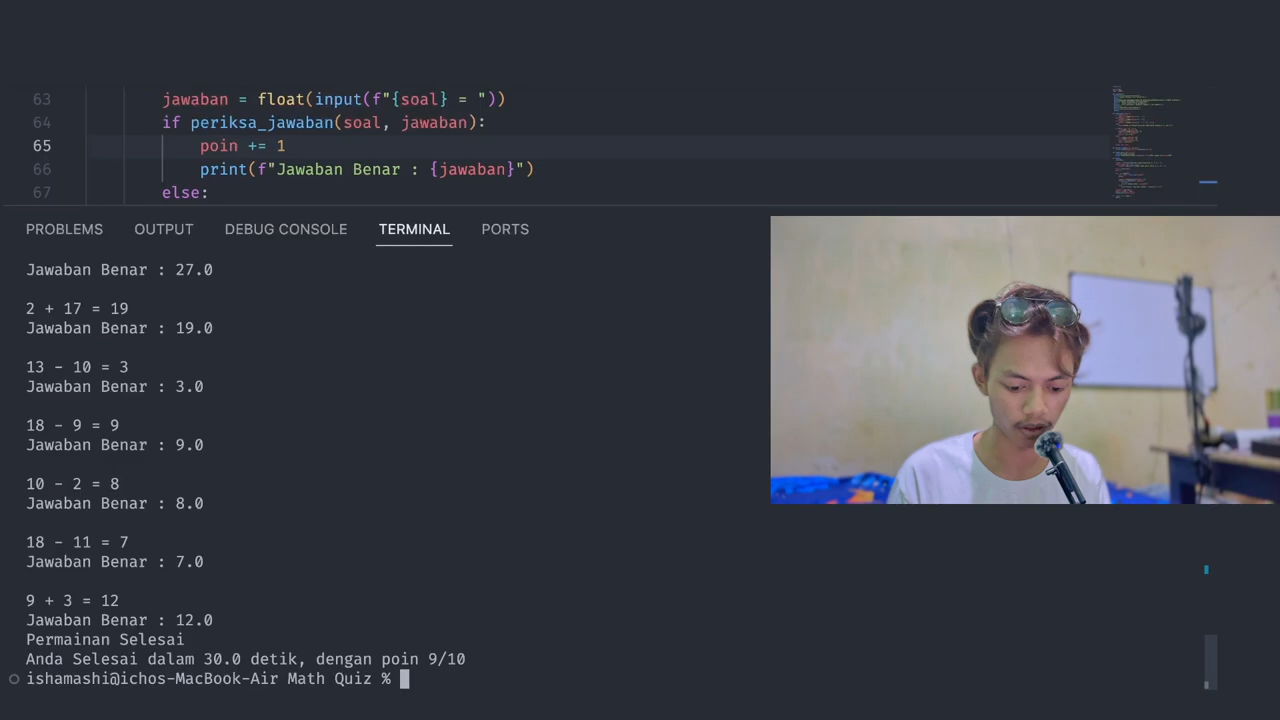 63 jawaban = float(input(f"{soal} = "))
64 if periksa_jawaban(soal, jawaban):
65 poin += 1
66 print(f"Jawaban Benar : {jawaban}")
67 else:
PROBLEMS OUTPUT DEBUG CONSOLE TERMINAL PORTS
Jawaban Benar : 27.0
2 + 17 = 19
Jawaban Benar : 19.0
13 - 10 = 3
Jawaban Benar : 3.0
18 - 9 = 9
Jawaban Benar : 9.0
10 - 2 = 8
Jawaban Benar : 8.0
18 - 11 = 7
Jawaban Benar : 7.0
9 + 3 = 12
Jawaban Benar : 12.0
Permainan Selesai
Anda Selesai dalam 30.0 detik, dengan poin 9/10
ishamashi@ichos-MacBook-Air Math Quiz %